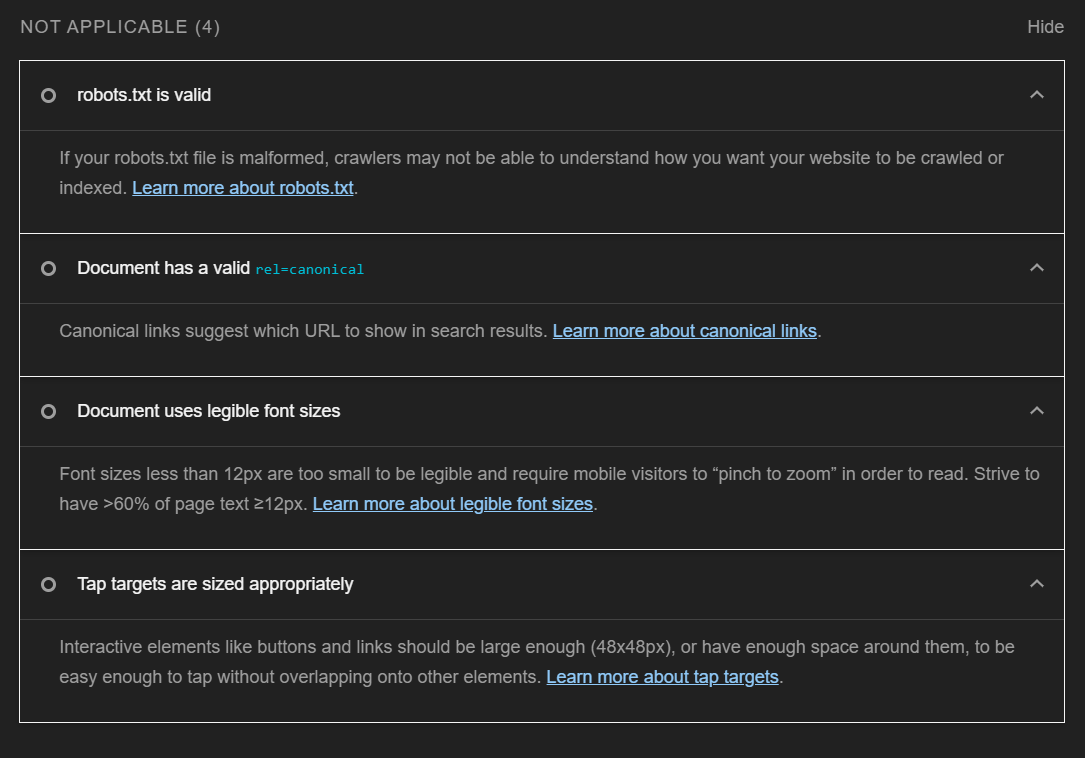 NOT APPLICABLE (4)
Hide
robots.txt is valid
If your robots.txt file is malformed, crawlers may not be able to understand how you want your website to be crawled or
indexed. Learn more about robots.txt.
Document has a valid rel=canonical
Canonical links suggest which URL to show in search results. Learn more about canonical links.
Document uses legible font sizes
Font sizes less than 12px are too small to be legible and require mobile visitors to “pinch to zoom” in order to read. Strive to
have >60% of page text ≥12px. Learn more about legible font sizes.
Tap targets are sized appropriately
Interactive elements like buttons and links should be large enough (48x48px), or have enough space around them, to be
easy enough to tap without overlapping onto other elements. Learn more about tap targets.